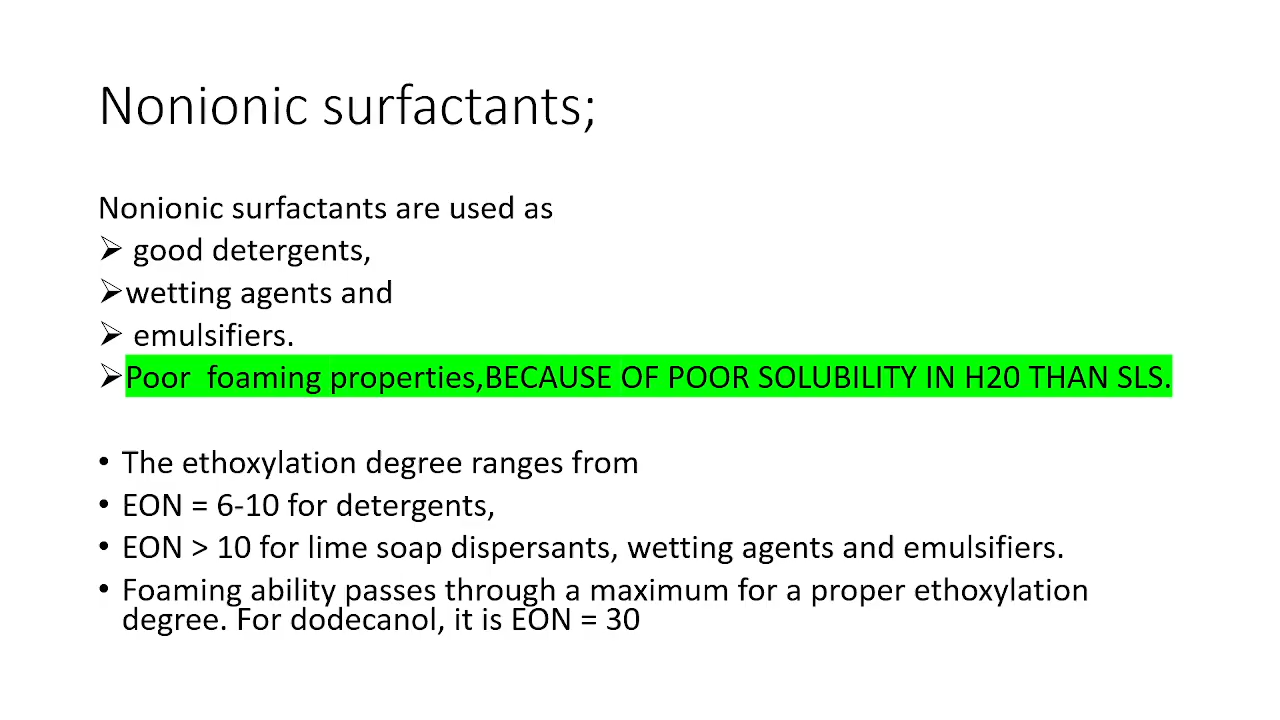 Nonionic surfactants;
Nonionic surfactants are used as
➢ good detergents,
➢wetting agents and
➢ emulsifiers.
➢Poor  foaming properties,BECAUSE OF POOR SOLUBILITY IN H20 THAN SLS.
• The ethoxylation degree ranges from
• EON = 6-10 for detergents,
• EON > 10 for lime soap dispersants, wetting agents and emulsifiers.
• Foaming ability passes through a maximum for a proper ethoxylation
degree. For dodecanol, it is EON = 30